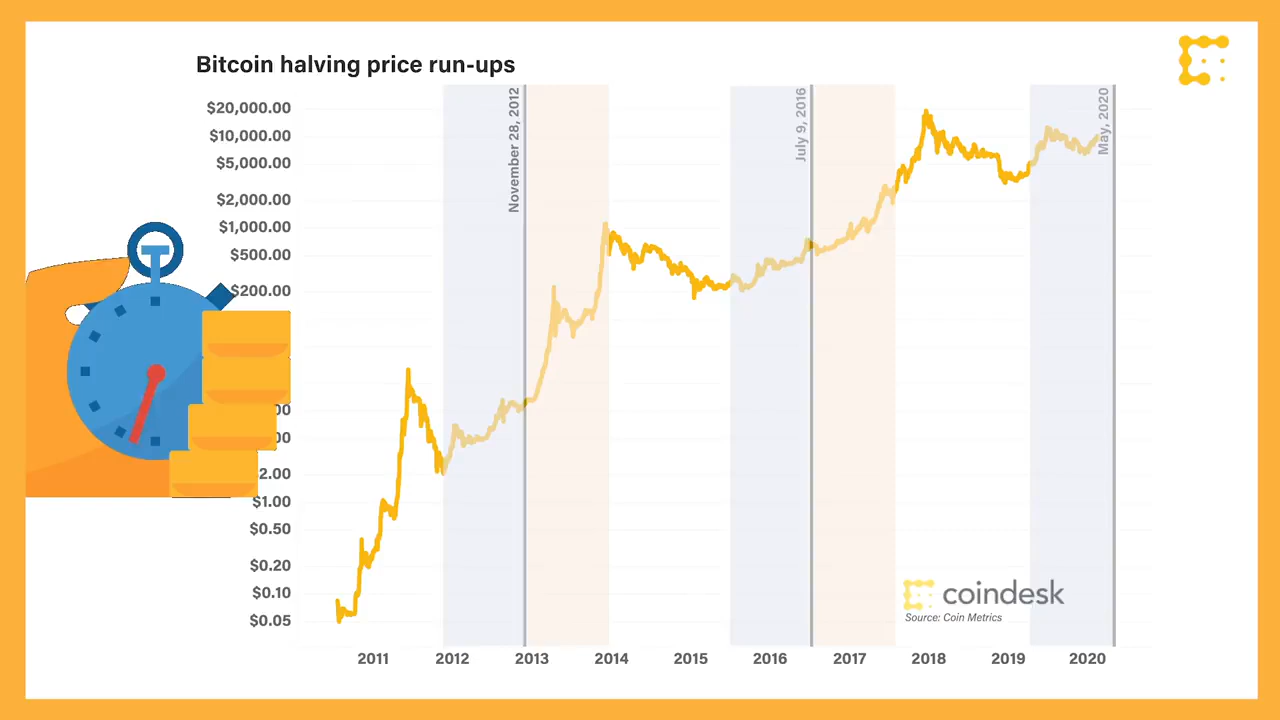 Bitcoin halving price run-ups
$20,000.00
$10,000.00
$5,000.00
$2,000.00
$1,000.00
$500.00
$200.00
00
00
2.00
$1.00
$0.50
$0.20
$0.10
$0.05
November 28, 2012
July 9, 2016
May, 2020
coindesk
Source: Coin Metrics
2011 2012 2013 2014 2015 2016 2017 2018 2019 2020